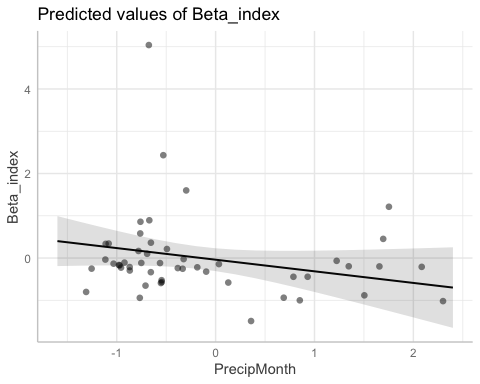 Predicted values of Beta_index
4
2
0
Beta_index
-1 0 1 2
PrecipMonth